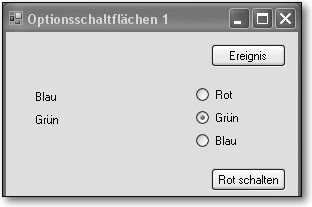 Optionsschaltflächen 1
Ereignis
Blau
Rot
Grün
Grün
Blau
Rot schalten